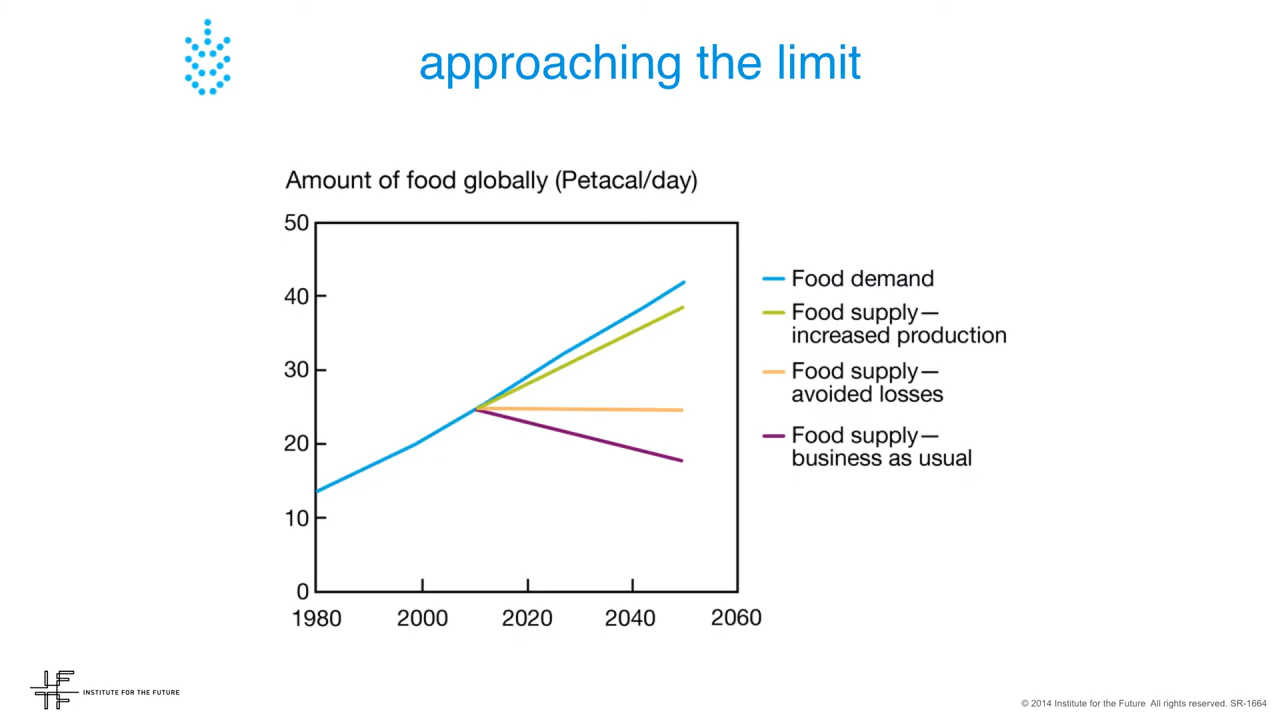 approaching the limit
Amount of food globally (Petacal/day)
50
40
30
20
10
0
1980 2000 2020 2040 2060
Food demand
Food supply—
increased production
Food supply—
avoided losses
Food supply—
business as usual
INSTITUTE FOR THE FUTURE
© 2014 Institute for the Future All rights reserved. SR-1664